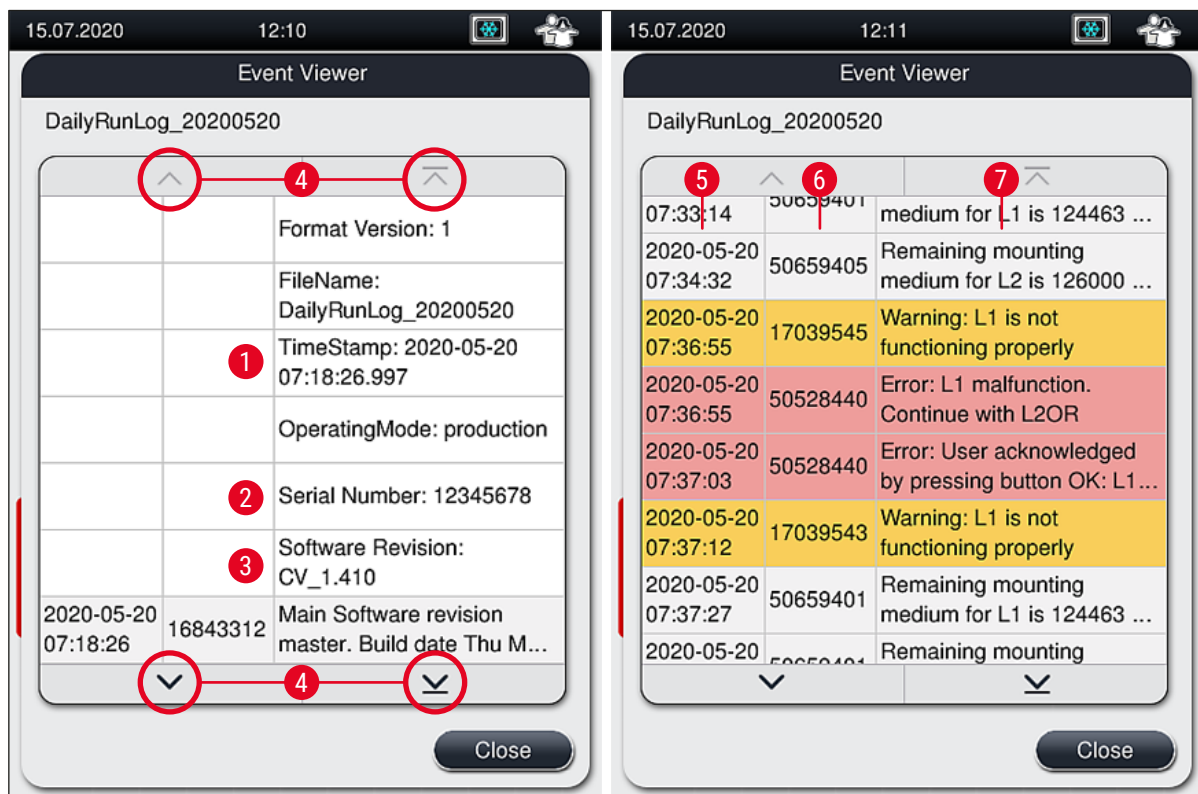 15.07.2020 12:10
Event Viewer
DailyRunLog_20200520
4
Format Version: 1
FileName:
DailyRunLog_20200520
1
TimeStamp: 2020-05-20
07:18:26.997
OperatingMode: production
2
Serial Number: 12345678
3
Software Revision:
CV_1.410
2020-05-20
07:18:26
16843312
Main Software revision
master. Build date Thu M...
4
Close
15.07.2020 12:11
Event Viewer
DailyRunLog_20200520
5
6
7
07:33:14
50659401
medium for L1 is 124463 ...
2020-05-20
07:34:32
50659405
Remaining mounting
medium for L2 is 126000 ...
2020-05-20
07:36:55
17039545
Warning: L1 is not
functioning properly
2020-05-20
07:36:55
50528440
Error: L1 malfunction.
Continue with L2OR
2020-05-20
07:37:03
50528440
Error: User acknowledged
by pressing button OK: L1...
2020-05-20
07:37:12
17039543
Warning: L1 is not
functioning properly
2020-05-20
07:37:27
50659401
Remaining mounting
medium for L1 is 124463 ...
2020-05-20
Remaining mounting
Close